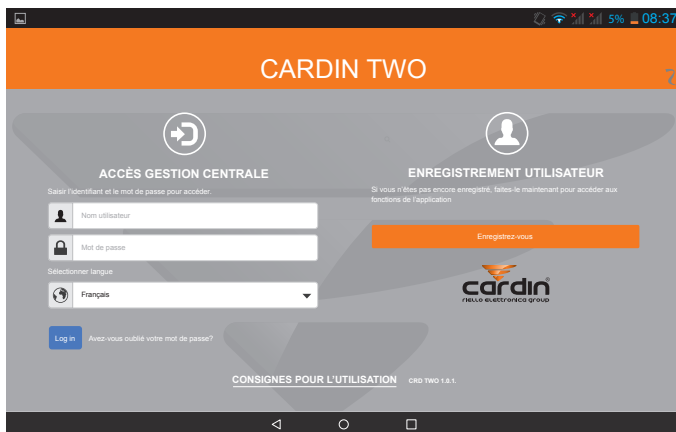 5% 08:37
CARDIN TWO
ACCÈS GESTION CENTRALE
Saisir l'identifiant et le mot de passe pour accéder.
Nom utilisateur
Mot de passe
Sélectionner langue
Français
Log in Avez-vous oublié votre mot de passe?
ENREGISTREMENT UTILISATEUR
Si vous n'êtes pas encore enregistré, faites-le maintenant pour accéder aux
fonctions de l'application
Enregistrez-vous
cardin®
riello elettronica group
CONSIGNES POUR L'UTILISATION CRD TWO 1.0.1.